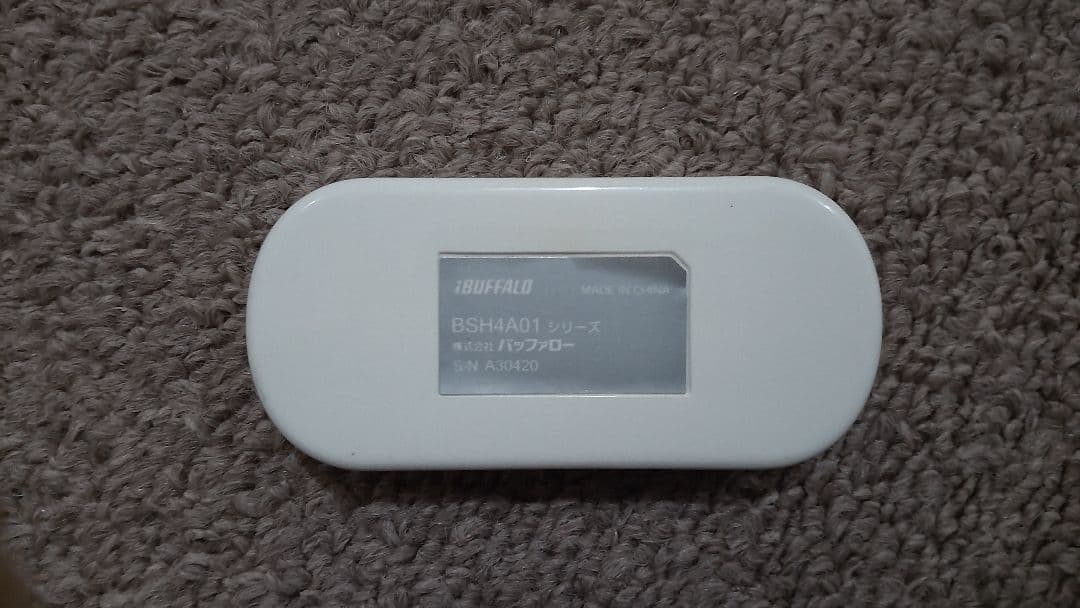 iBUFFALO MADE IN CHINA
BSH4A01 シリーズ
株式会社 バッファロー
S/N A30420